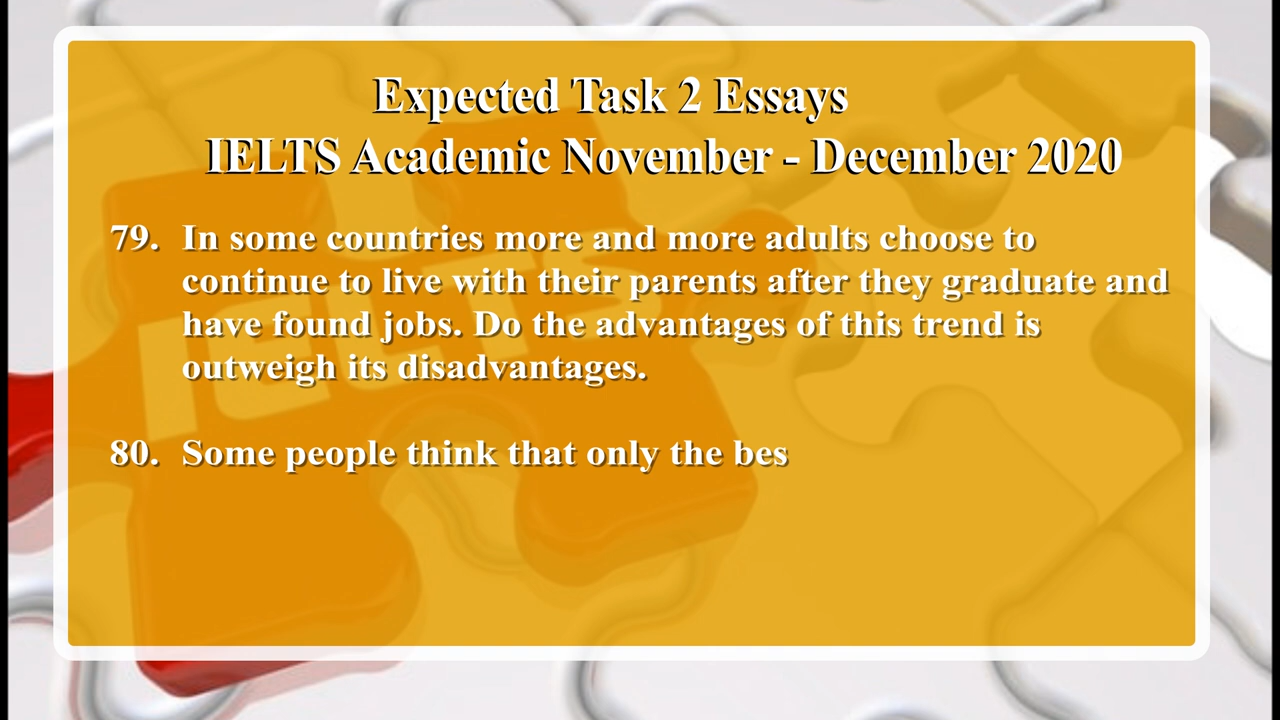 Expected Task 2 Essays
IELTS Academic November - December 2020
79. In some countries more and more adults choose to
continue to live with their parents after they graduate and
have found jobs. Do the advantages of this trend is
outweigh its disadvantages.
80. Some people think that only the bes
IELTS